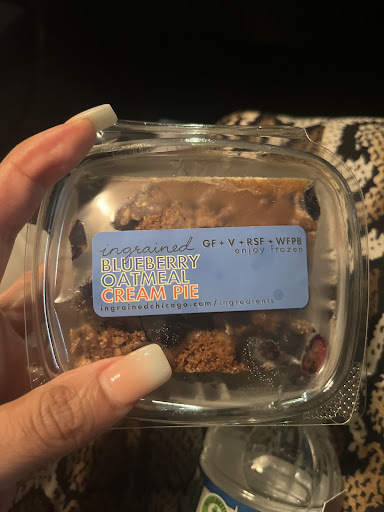 ingrained GF + V + RSF + WFPB
enjoy frozen
BLUEBERRY
OATMEAL
CREAM PIE
ingrainedchicago.com/ingredients